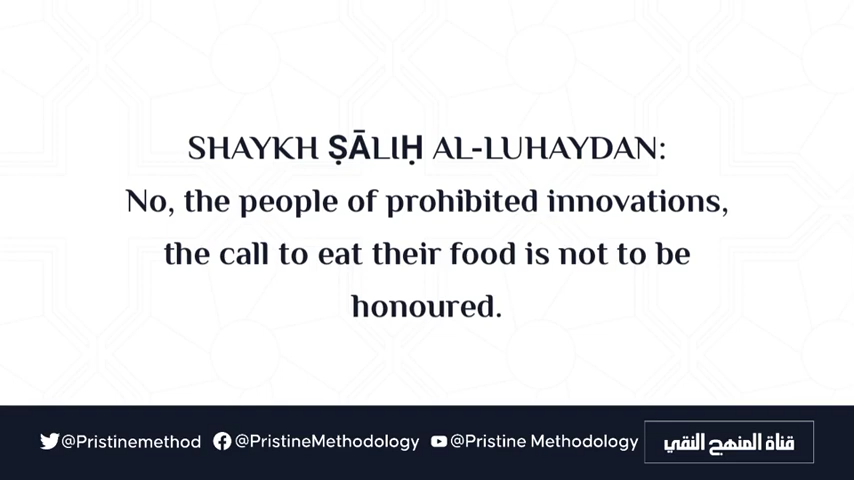 SHAYKH ṢĀLIḤ AL-LUHAYDAN:
No, the people of prohibited innovations,
the call to eat their food is not to be
honoured.
@Pristinemethod @PristineMethodology @Pristine Methodology قناة المنهج النقي